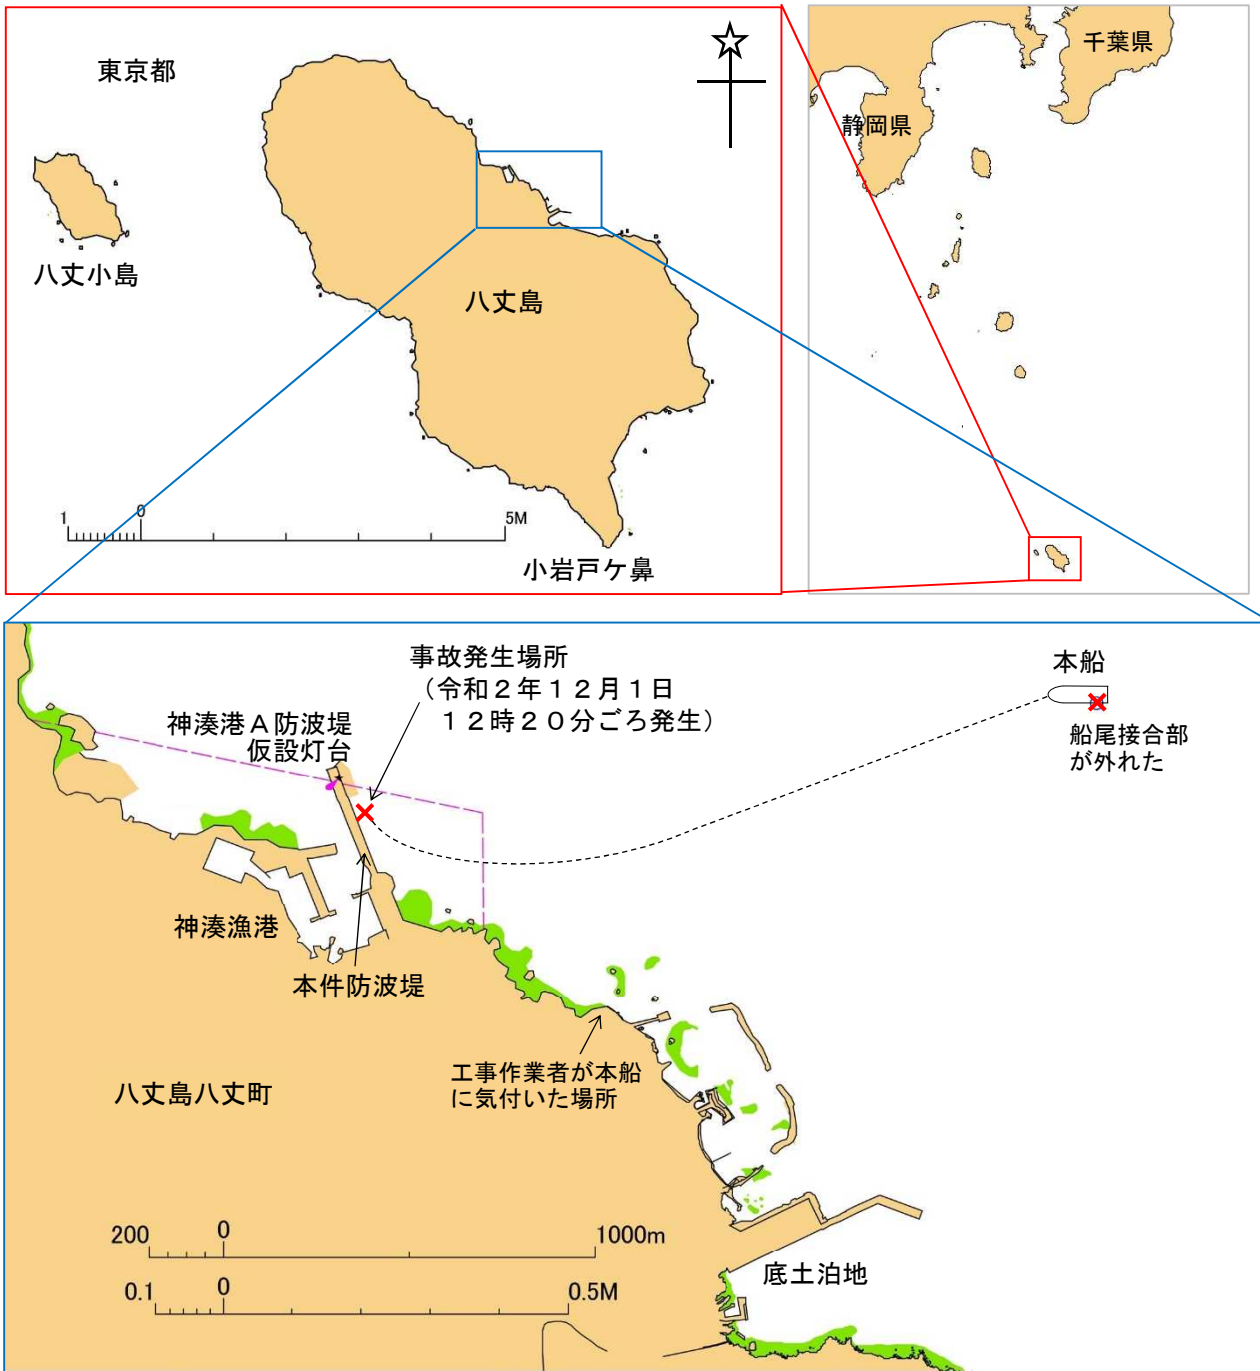 東京都
八丈小島
八丈島
小岩戸ケ鼻
1
0
5M
千葉県
静岡県
事故発生場所
（令和２年１２月１日
１２時２０分ごろ発生）
神湊港Ａ防波堤
仮設灯台
本船
船尾接合部
が外れた
神湊漁港
本件防波堤
工事作業者が本船
に気付いた場所
八丈島八丈町
底土泊地
200
0
1000m
0.1
0
0.5M